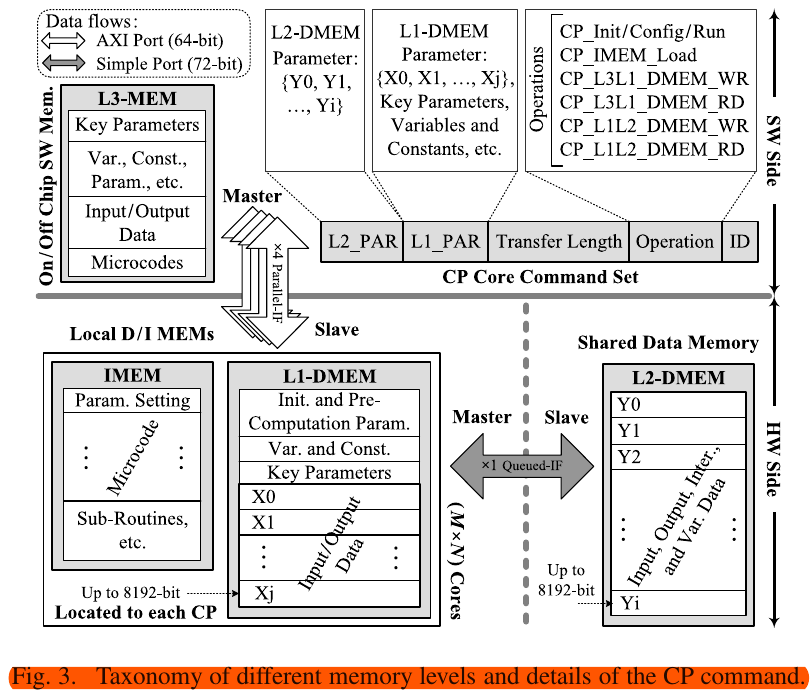 Data flows:
AXI Port (64-bit)
Simple Port (72-bit)
On/Off Chip SW Mem.
L3-MEM
Key Parameters
Var., Const.,
Param., etc.
Input/Output
Data
Microcodes
L2-DMEM
Parameter:
{Y0, Y1,
…, Yi}
L1-DMEM
Parameter:
{X0, X1, …, Xj},
Key Parameters,
Variables and
Constants, etc.
Operations
CP_Init/Config/Run
CP_IMEM_Load
CP_L3L1_DMEM_WR
CP_L3L1_DMEM_RD
CP_L1L2_DMEM_WR
CP_L1L2_DMEM_RD
SW Side
Master
×4 Parallel-IF
Slave
L2_PAR
L1_PAR
Transfer Length
Operation
ID
CP Core Command Set
Local D/I MEMs
IMEM
Param. Setting
Microcode
Sub-Routines,
etc.
L1-DMEM
Init. and Pre-
Computation Param.
Var. and Const.
Key Parameters
X0
X1
Input/Output
Data
Xj
Up to 8192-bit
Located to each CP
(M×N) Cores
Master
Slave
×1 Queued-IF
Shared Data Memory
L2-DMEM
Y0
Y1
Y2
Input, Output, Inter.,
and Var. Data
Up to
8192-bit
Yi
HW Side
Fig. 3. Taxonomy of different memory levels and details of the CP command.